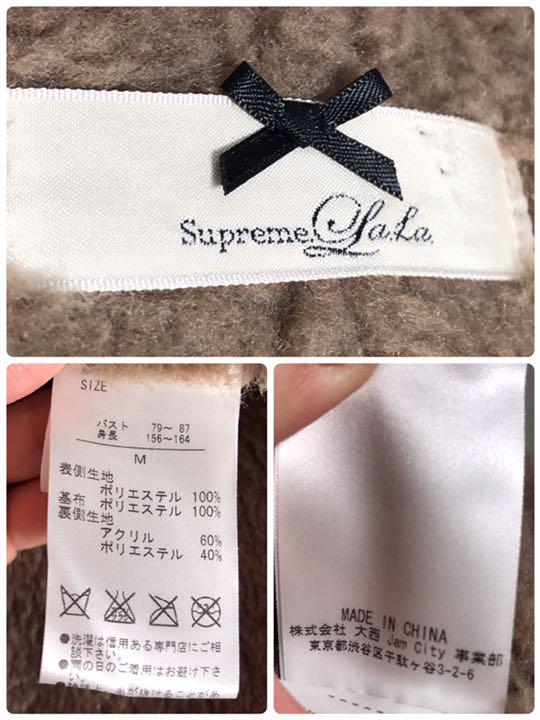 Supreme.La.La.
SIZE
バスト 79～ 87
身長 156～164
M
表側生地
ポリエステル 100%
基布 ポリエステル 100%
裏側生地
アクリル 60%
ポリエステル 40%
●洗濯は信用ある専門店にご相
談下さい。
●雨の日のご着用はお避け下さ
い。
MADE IN CHINA
株式会社 大西 Jam City 事業部
東京都渋谷区千駄ヶ谷3-2-6